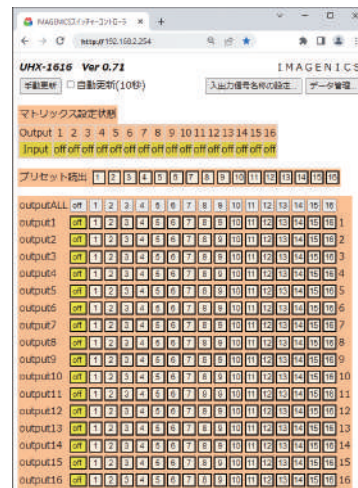 IMAGENICSスイッチャーコントローラ
http://192.168.2.254
UHX-1616 Ver 0.71 IMAGENICS
手動更新 自動更新(10秒) 入出力信号名称の設定... データ管理...
マトリックス設定状態
Output 1 2 3 4 5 6 7 8 9 10 11 12 13 14 15 16
Input off off off off off off off off off off off off off off off off
プリセット読出 1 2 3 4 5 6 7 8 9 10 11 12 13 14 15 16
outputALL off 1 2 3 4 5 6 7 8 9 10 11 12 13 14 15 16
output1 off 1 2 3 4 5 6 7 8 9 10 11 12 13 14 15 16 1
output2 off 1 2 3 4 5 6 7 8 9 10 11 12 13 14 15 16 2
output3 off 1 2 3 4 5 6 7 8 9 10 11 12 13 14 15 16 3
output4 off 1 2 3 4 5 6 7 8 9 10 11 12 13 14 15 16 4
output5 off 1 2 3 4 5 6 7 8 9 10 11 12 13 14 15 16 5
output6 off 1 2 3 4 5 6 7 8 9 10 11 12 13 14 15 16 6
output7 off 1 2 3 4 5 6 7 8 9 10 11 12 13 14 15 16 7
output8 off 1 2 3 4 5 6 7 8 9 10 11 12 13 14 15 16 8
output9 off 1 2 3 4 5 6 7 8 9 10 11 12 13 14 15 16 9
output10 off 1 2 3 4 5 6 7 8 9 10 11 12 13 14 15 16 10
output11 off 1 2 3 4 5 6 7 8 9 10 11 12 13 14 15 16 11
output12 off 1 2 3 4 5 6 7 8 9 10 11 12 13 14 15 16 12
output13 off 1 2 3 4 5 6 7 8 9 10 11 12 13 14 15 16 13
output14 off 1 2 3 4 5 6 7 8 9 10 11 12 13 14 15 16 14
output15 off 1 2 3 4 5 6 7 8 9 10 11 12 13 14 15 16 15
output16 off 1 2 3 4 5 6 7 8 9 10 11 12 13 14 15 16 16